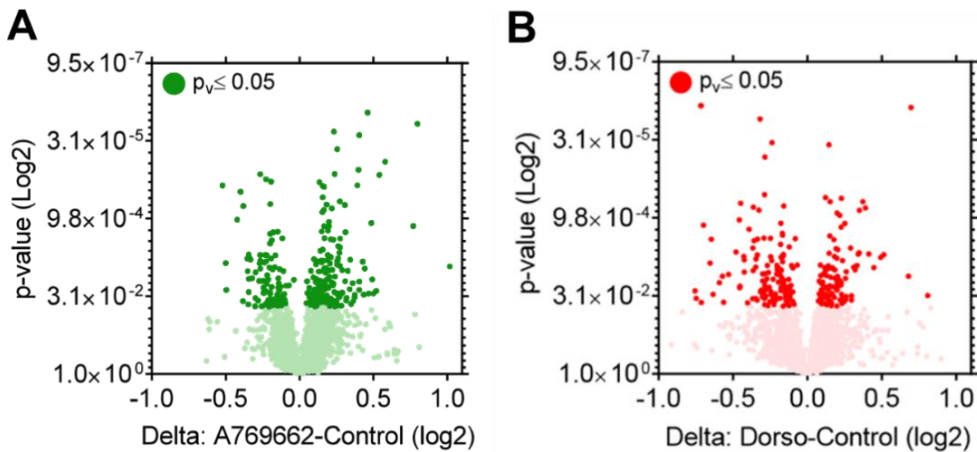 A
p-value (Log2)
9.5×10⁻⁷
3.1×10⁻⁵
9.8×10⁻⁴
3.1×10⁻²
1.0×10⁰
pᵥ≤ 0.05
-1.0 -0.5 0.0 0.5 1.0
Delta: A769662-Control (log2)
B
p-value (Log2)
9.5×10⁻⁷
3.1×10⁻⁵
9.8×10⁻⁴
3.1×10⁻²
1.0×10⁰
pᵥ≤ 0.05
-1.0 -0.5 0.0 0.5 1.0
Delta: Dorso-Control (log2)